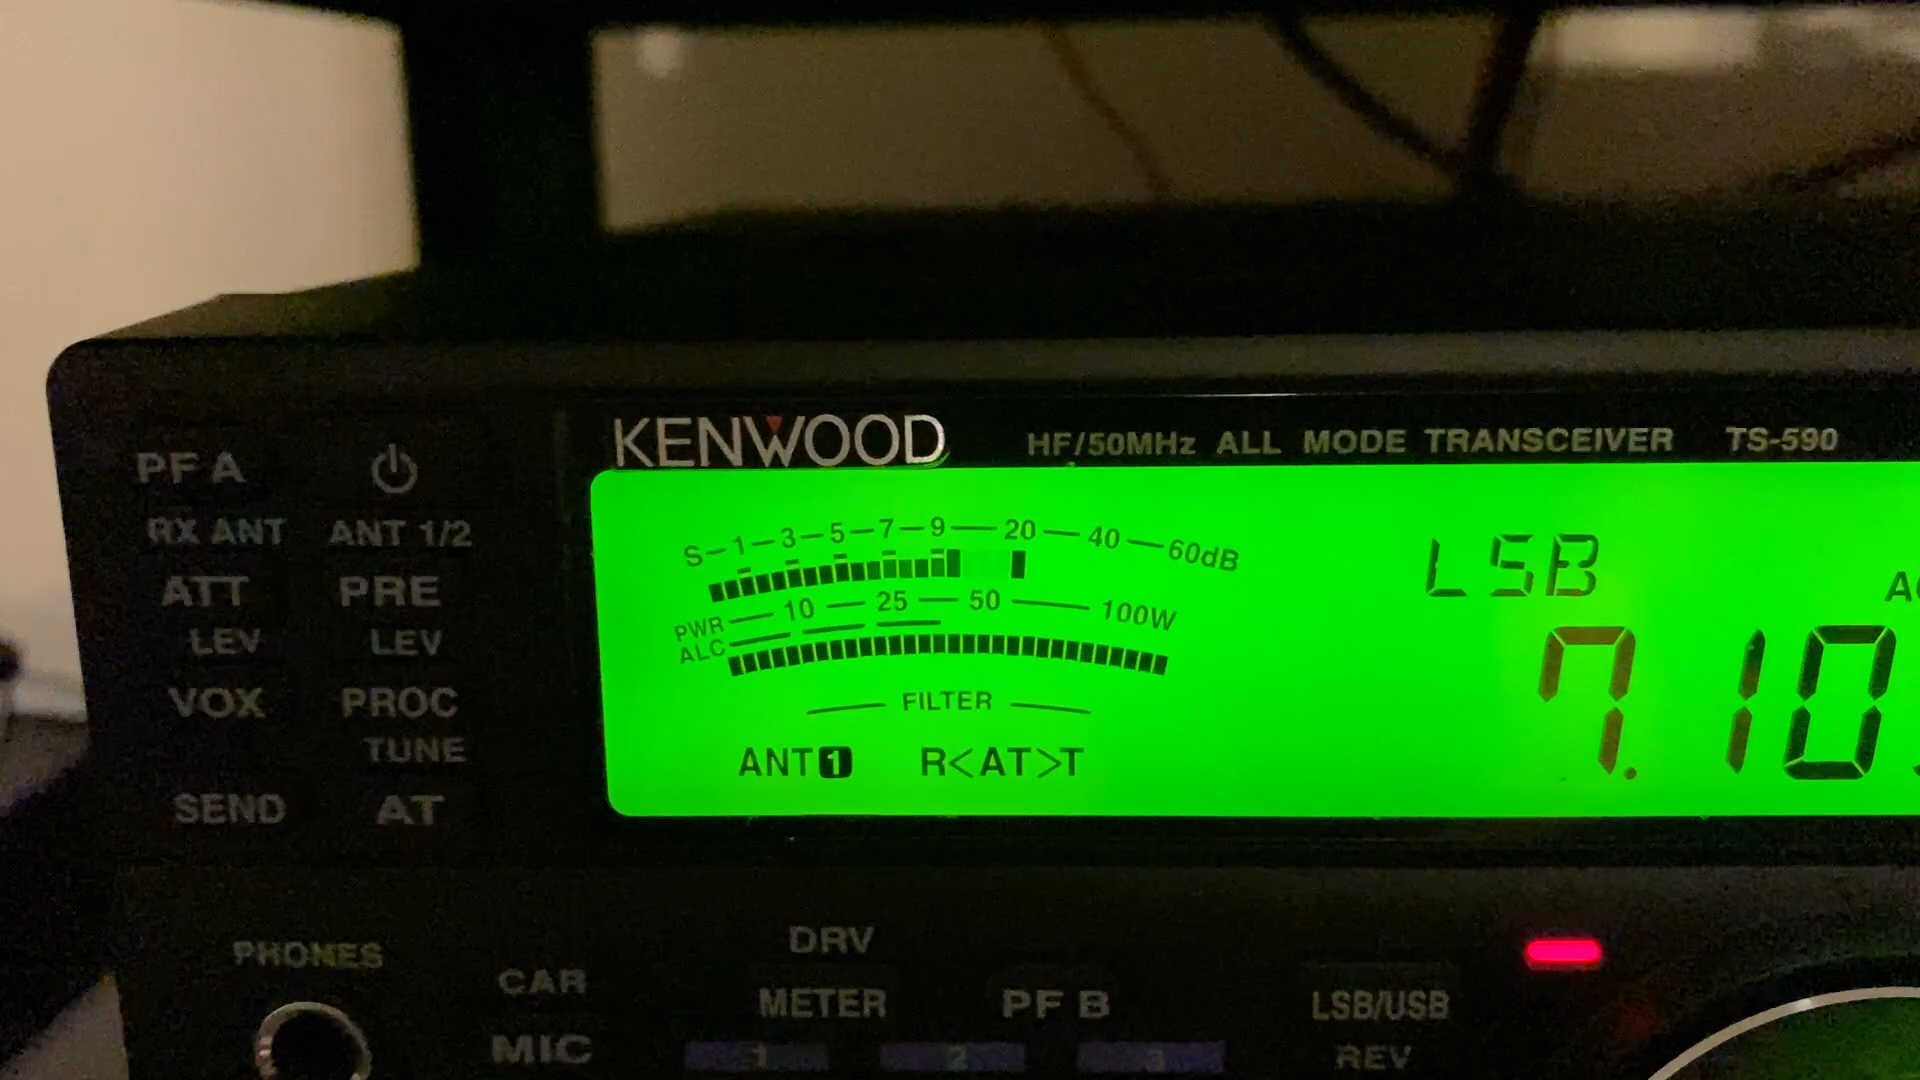 KENWOOD HF/50MHz ALL MODE TRANSCEIVER TS-590
PF A
RX ANT ANT 1/2
ATT PRE
LEV LEV
VOX PROC
TUNE
SEND AT
S-1-3-5-7-9-20-40-60dB
PWR 10 25 50 100W
ALC
FILTER
ANT 1 R<AT>T
LSB
7.10
PHONES
CAR
MIC
DRV
METER PF B LSB/USB
1 2 3 REV